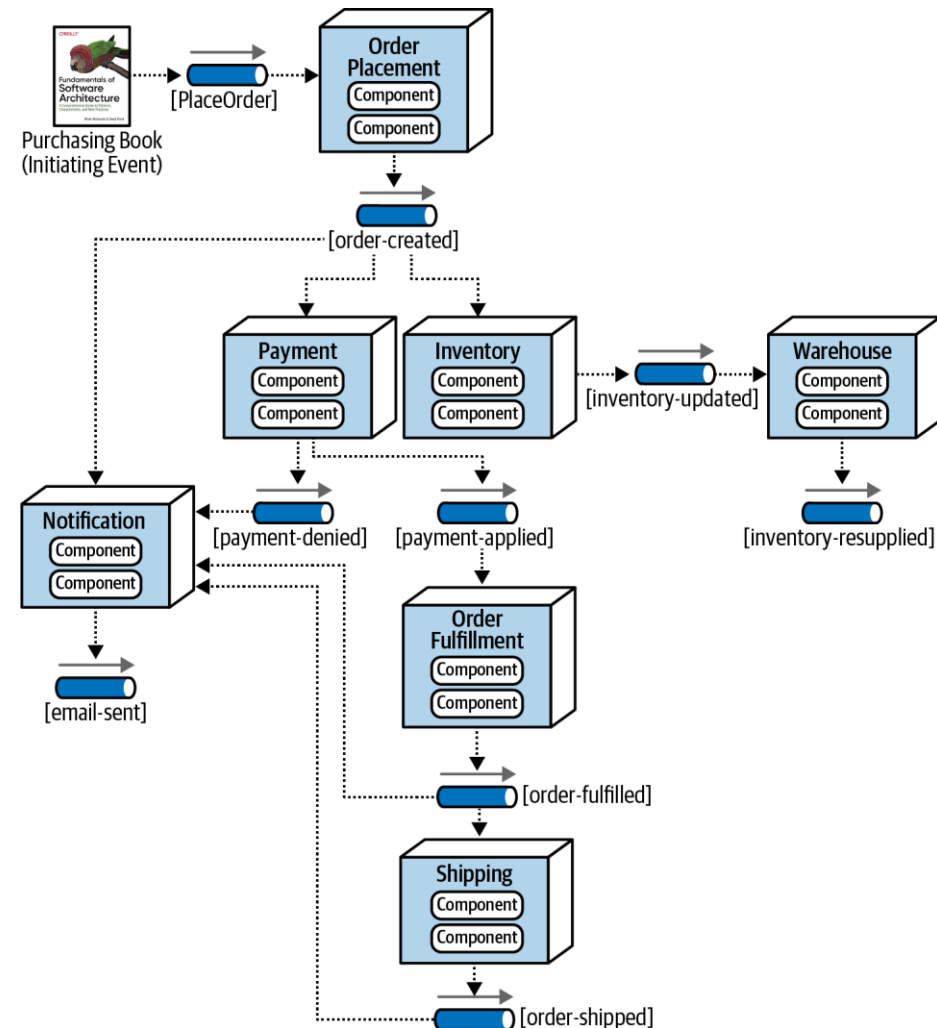 O'REILLY
Fundamentals of
Software
Architecture
Purchasing Book
(Initiating Event)
[PlaceOrder]
Order
Placement
Component
Component
[order-created]
Payment
Component
Component
Inventory
Component
Component
[inventory-updated]
Warehouse
Component
Component
Notification
Component
Component
[payment-denied]
[payment-applied]
[inventory-resupplied]
Order
Fulfillment
Component
Component
[email-sent]
[order-fulfilled]
Shipping
Component
Component
[order-shipped]